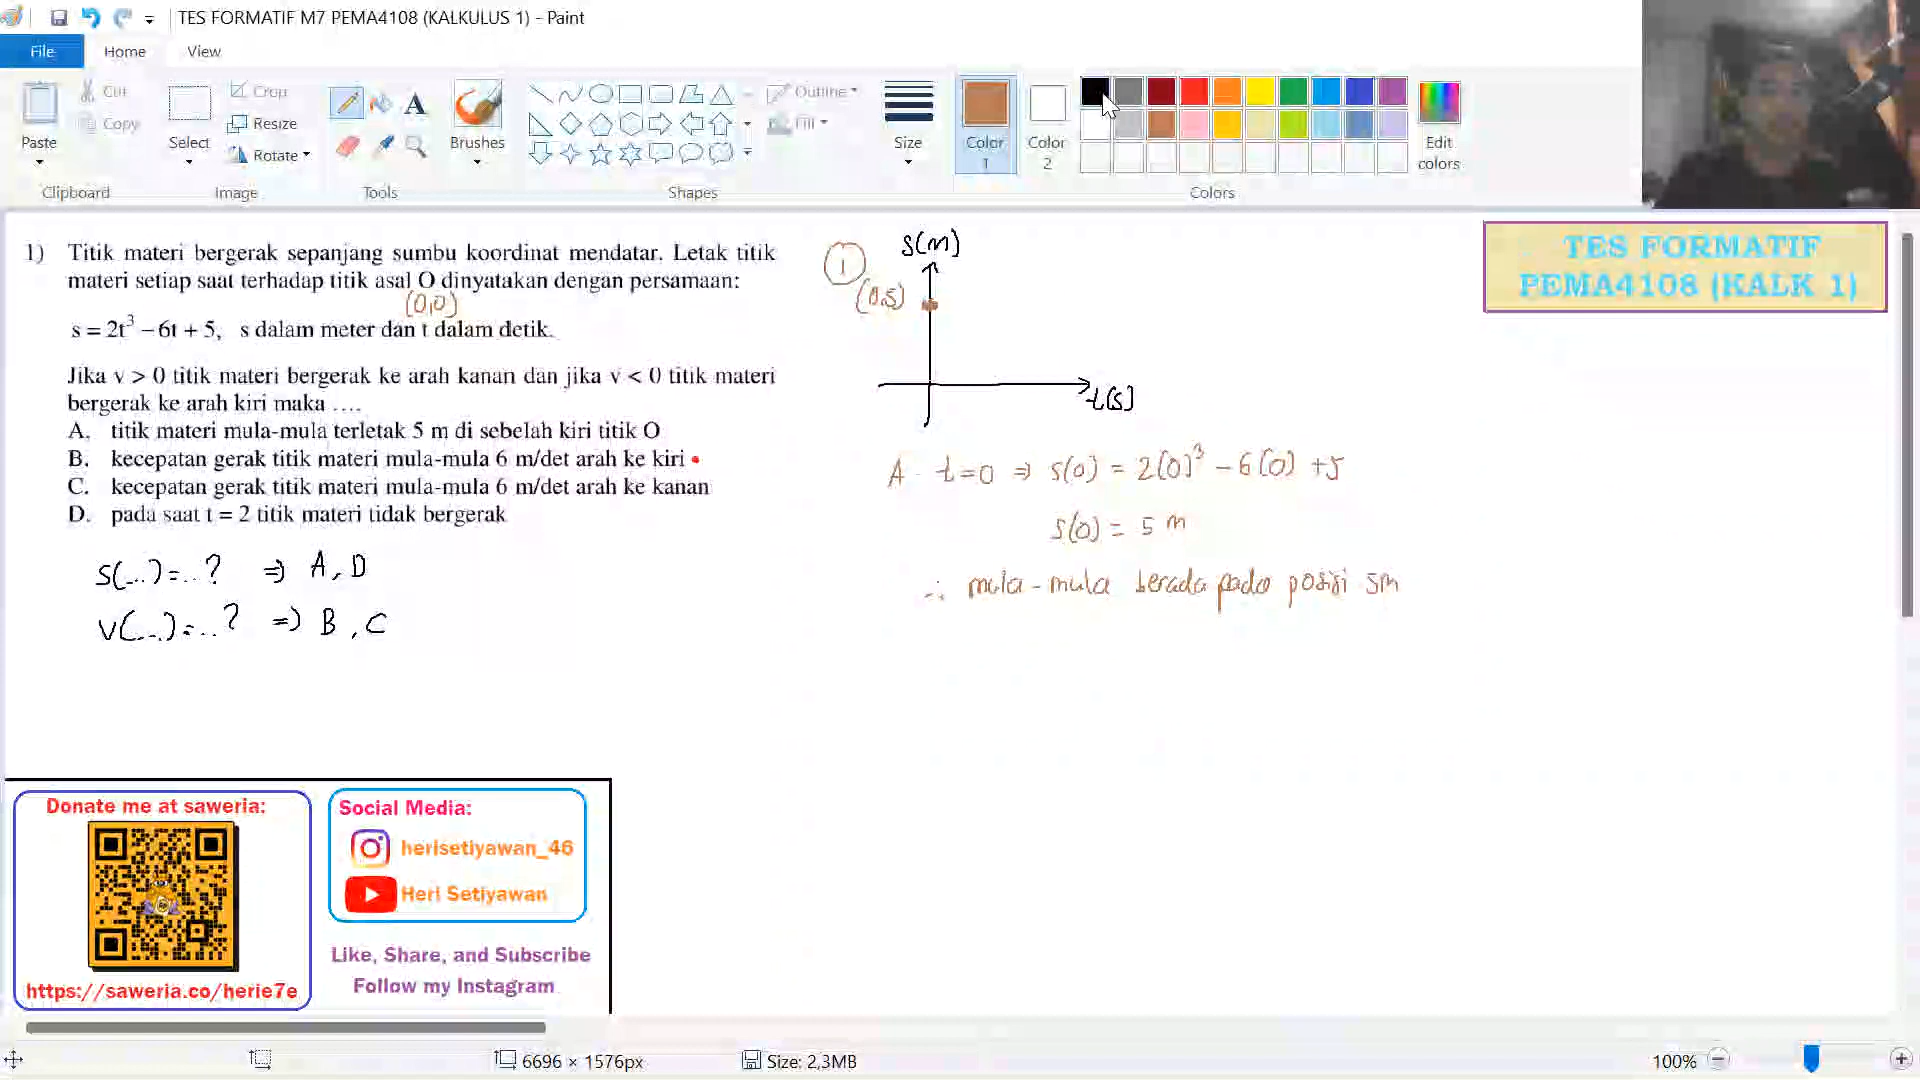 TES FORMATIF M7 PEMA4108 (KALKULUS 1) - Paint
File
Home
View
Paste
Cut
Copy
Clipboard
Select
Crop
Resize
Rotate
Image
Tools
Brushes
Shapes
Outline
Fill
Size
Color 1
Color 2
Edit colors
Colors
TES FORMATIF
PEMA4108 (KALK 1)
1) Titik materi bergerak sepanjang sumbu koordinat mendatar. Letak titik
materi setiap saat terhadap titik asal O dinyatakan dengan persamaan:
(0,0)
s = 2t³ – 6t + 5, s dalam meter dan t dalam detik.
Jika v > 0 titik materi bergerak ke arah kanan dan jika v < 0 titik materi
bergerak ke arah kiri maka ….
A. titik materi mula-mula terletak 5 m di sebelah kiri titik O
B. kecepatan gerak titik materi mula-mula 6 m/det arah ke kiri
C. kecepatan gerak titik materi mula-mula 6 m/det arah ke kanan
D. pada saat t = 2 titik materi tidak bergerak
s(...)=..? ⇒ A, D
v(...)=..? ⇒ B, C
1
s(m)
(0,5)
t(s)
A. t=0 ⇒ s(0) = 2(0)³ – 6(0) +5
s(0) = 5 m
∴ mula-mula berada pada posisi 5m
Donate me at saweria:
https://saweria.co/herie7e
Social Media:
herisetiyawan_46
Heri Setiyawan
Like, Share, and Subscribe
Follow my Instagram
6696 × 1576px
Size: 2,3MB
100%